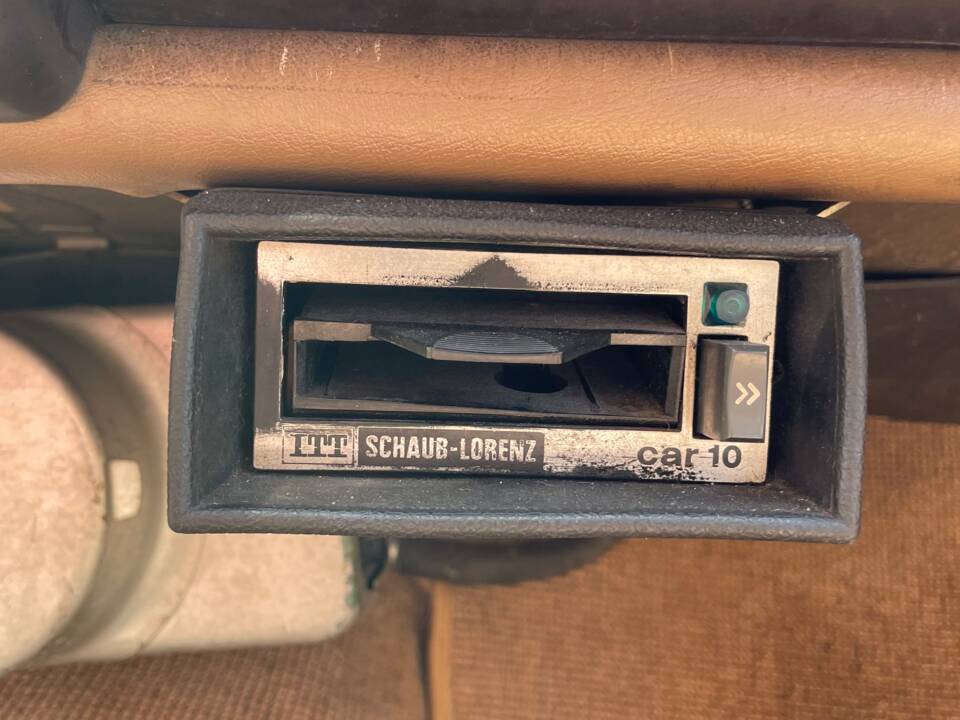 »
ITT SCHAUB-LORENZ car 10